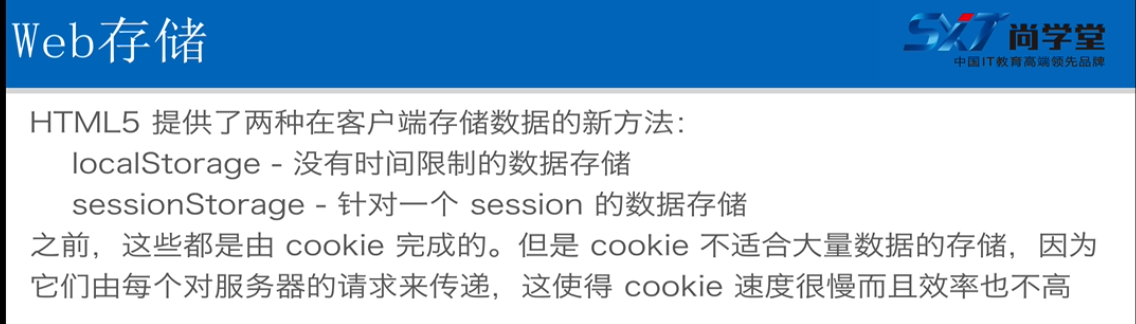 Web存储
SXT 尚学堂
中国IT教育高端领先品牌
HTML5 提供了两种在客户端存储数据的新方法：
localStorage - 没有时间限制的数据存储
sessionStorage - 针对一个 session 的数据存储
之前，这些都是由 cookie 完成的。但是 cookie 不适合大量数据的存储，因为
它们由每个对服务器的请求来传递，这使得 cookie 速度很慢而且效率也不高